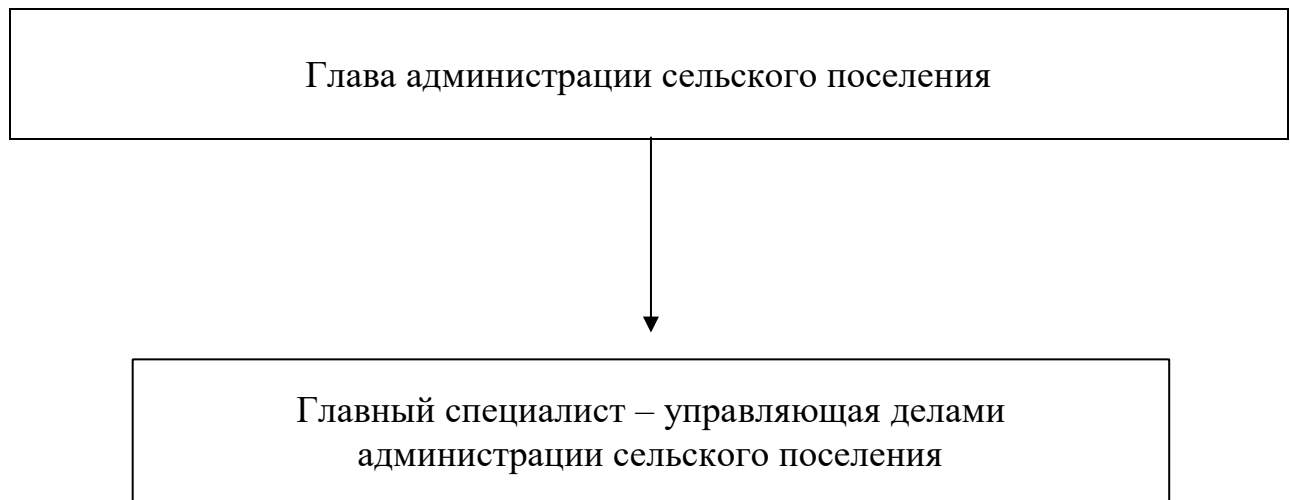 Глава администрации сельского поселения
Главный специалист – управляющая делами
администрации сельского поселения